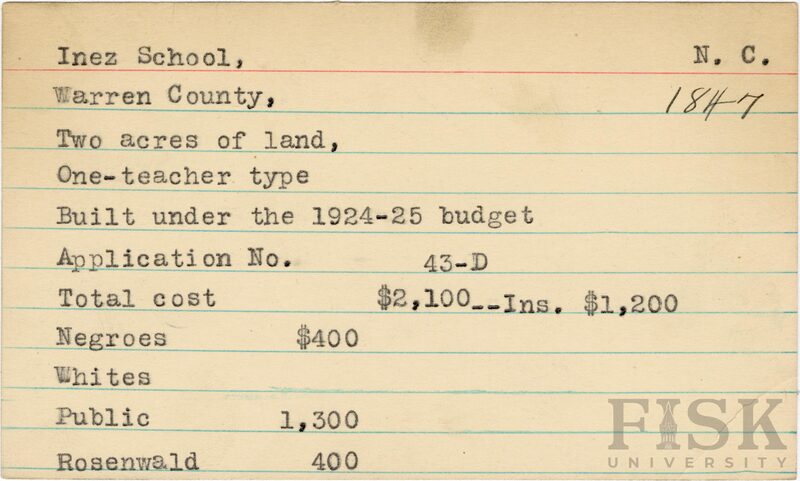 Inez School, N. C.
Warren County, 1847
Two acres of land,
One-teacher type
Built under the 1924-25 budget
Application No. 43-D
Total cost $2,100--Ins. $1,200
Negroes $400
Whites
Public 1,300
Rosenwald 400
FISK
UNIVERSITY